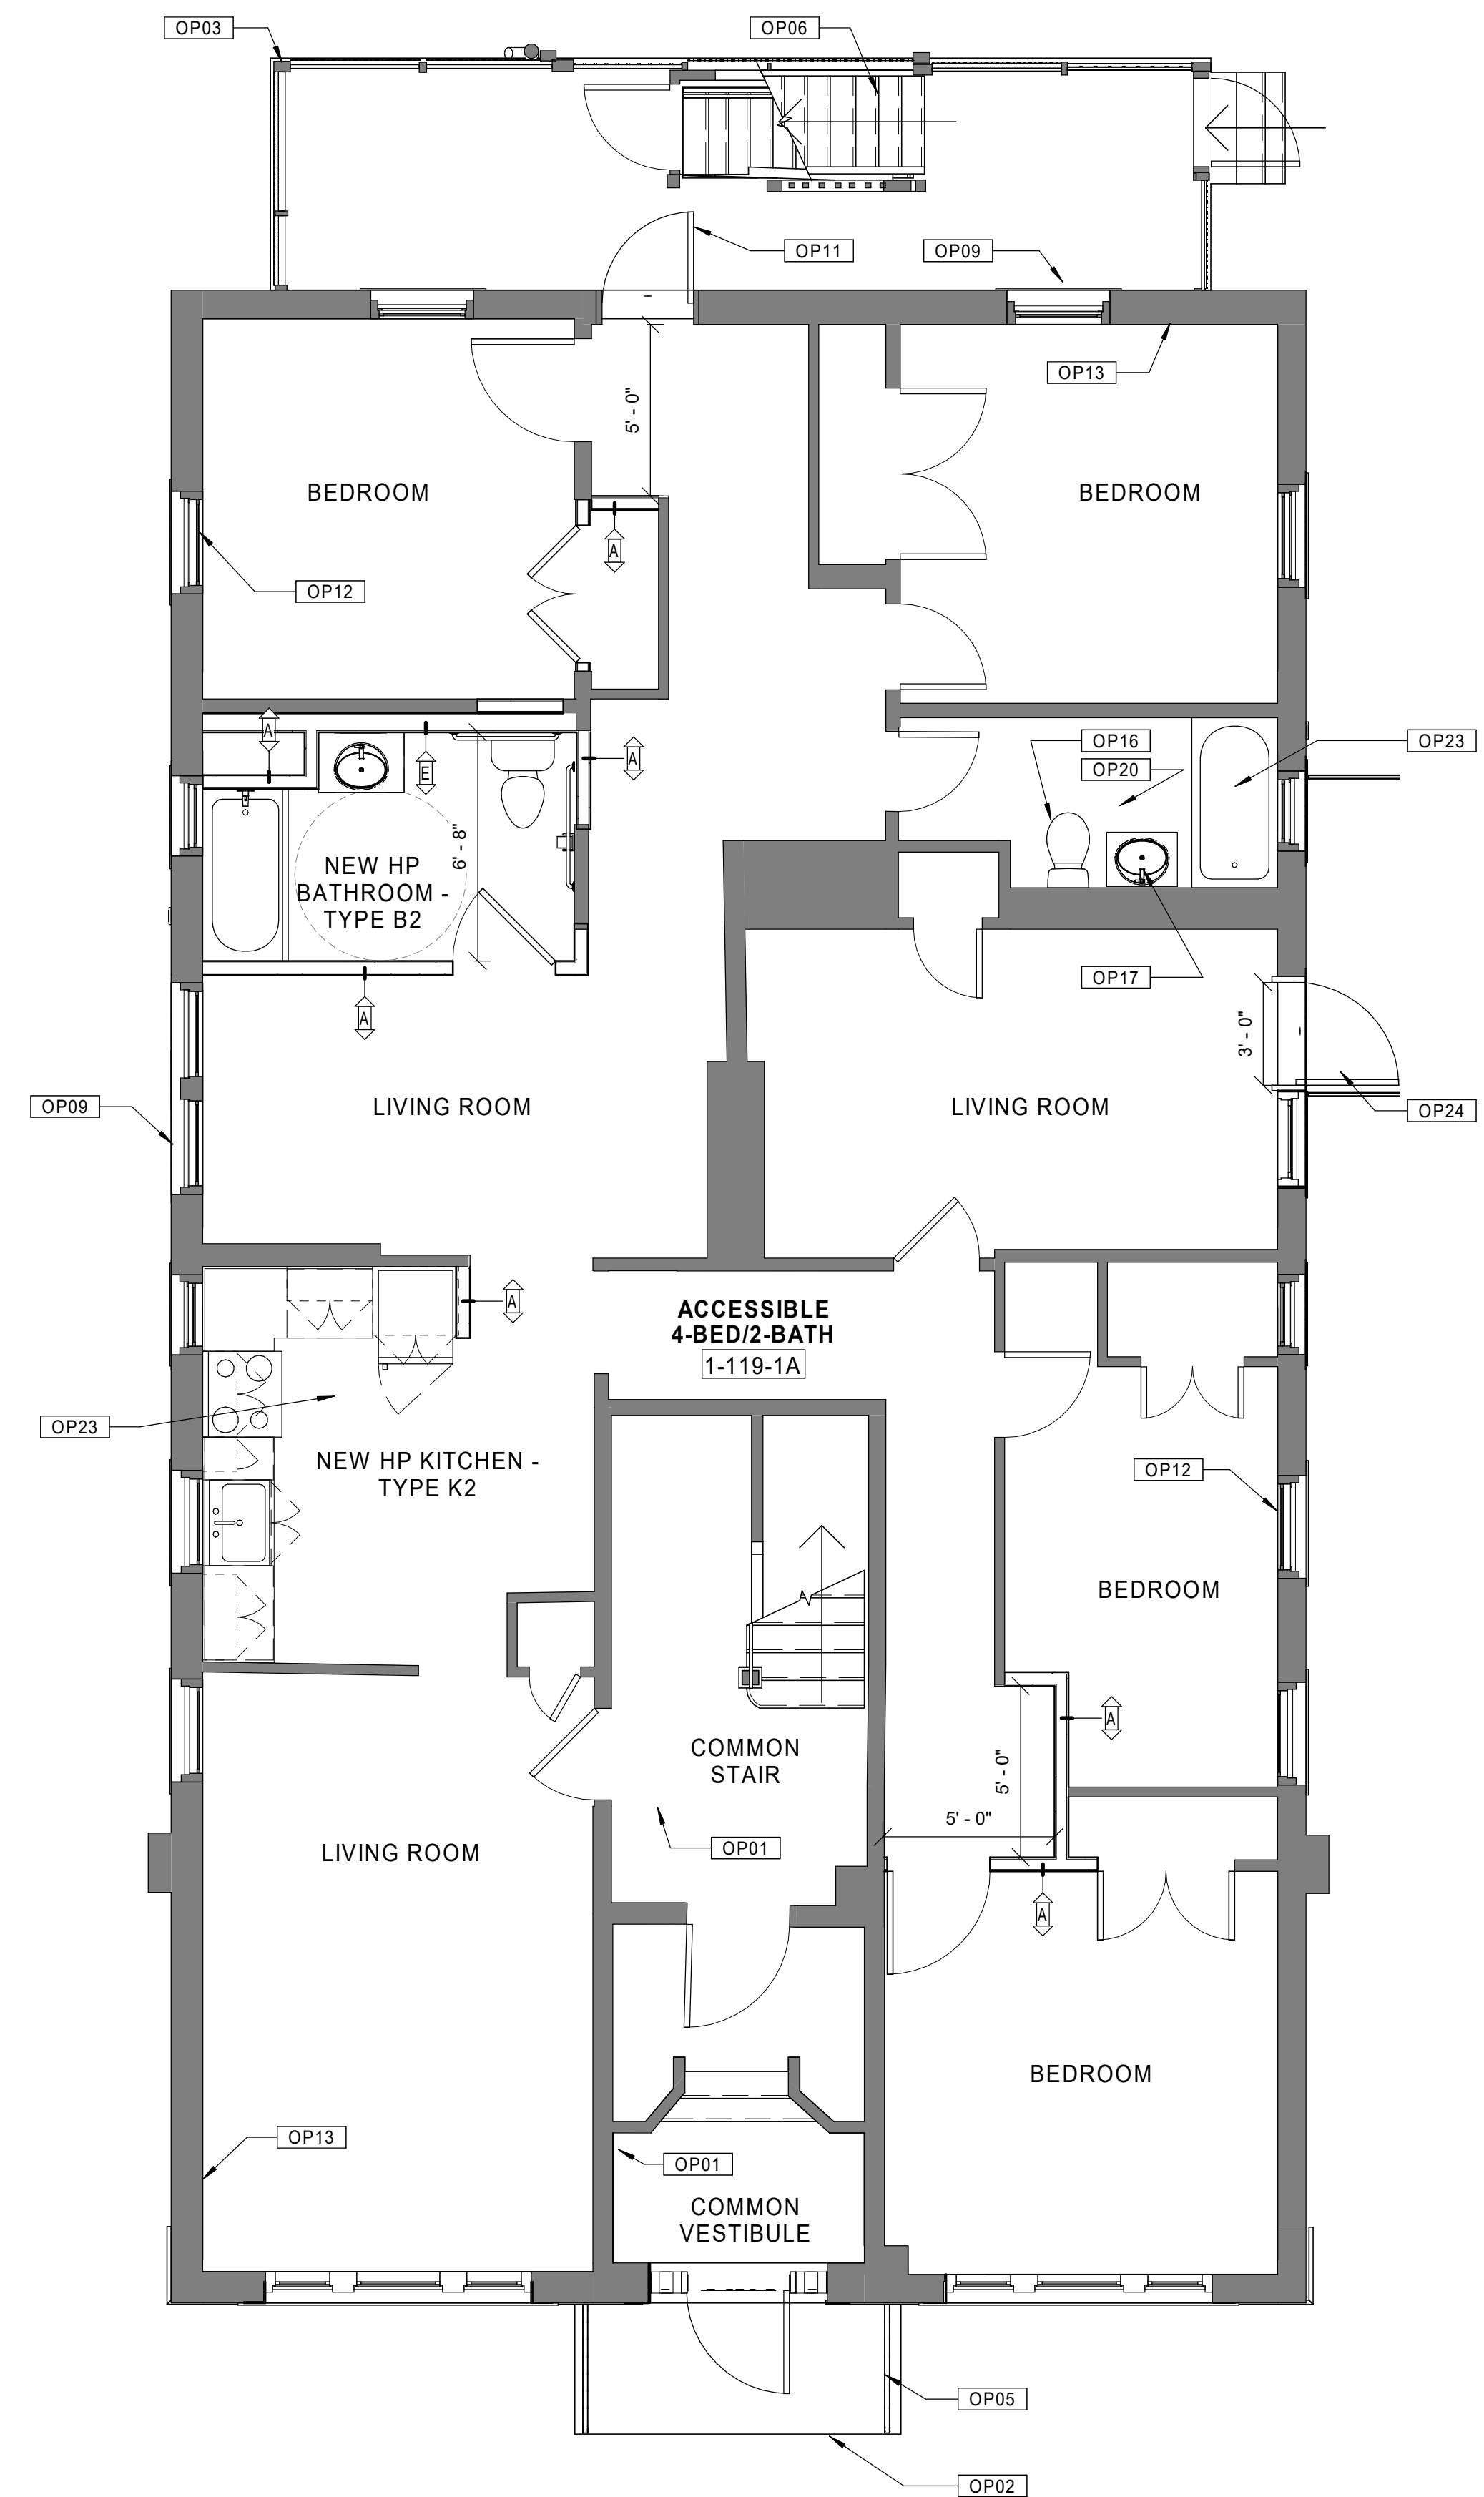 OP03
OP06
OP11
OP09
OP13
5' - 0"
BEDROOM
BEDROOM
A
OP12
A
E
A
OP16
OP23
OP20
6' - 8"
NEW HP
BATHROOM -
TYPE B2
OP17
A
3' - 0"
OP09
LIVING ROOM
LIVING ROOM
OP24
A
ACCESSIBLE
4-BED/2-BATH
1-119-1A
OP23
NEW HP KITCHEN -
TYPE K2
OP12
BEDROOM
A
COMMON
STAIR
5' - 0"
5' - 0"
OP01
LIVING ROOM
A
BEDROOM
OP13
OP01
COMMON
VESTIBULE
OP05
OP02